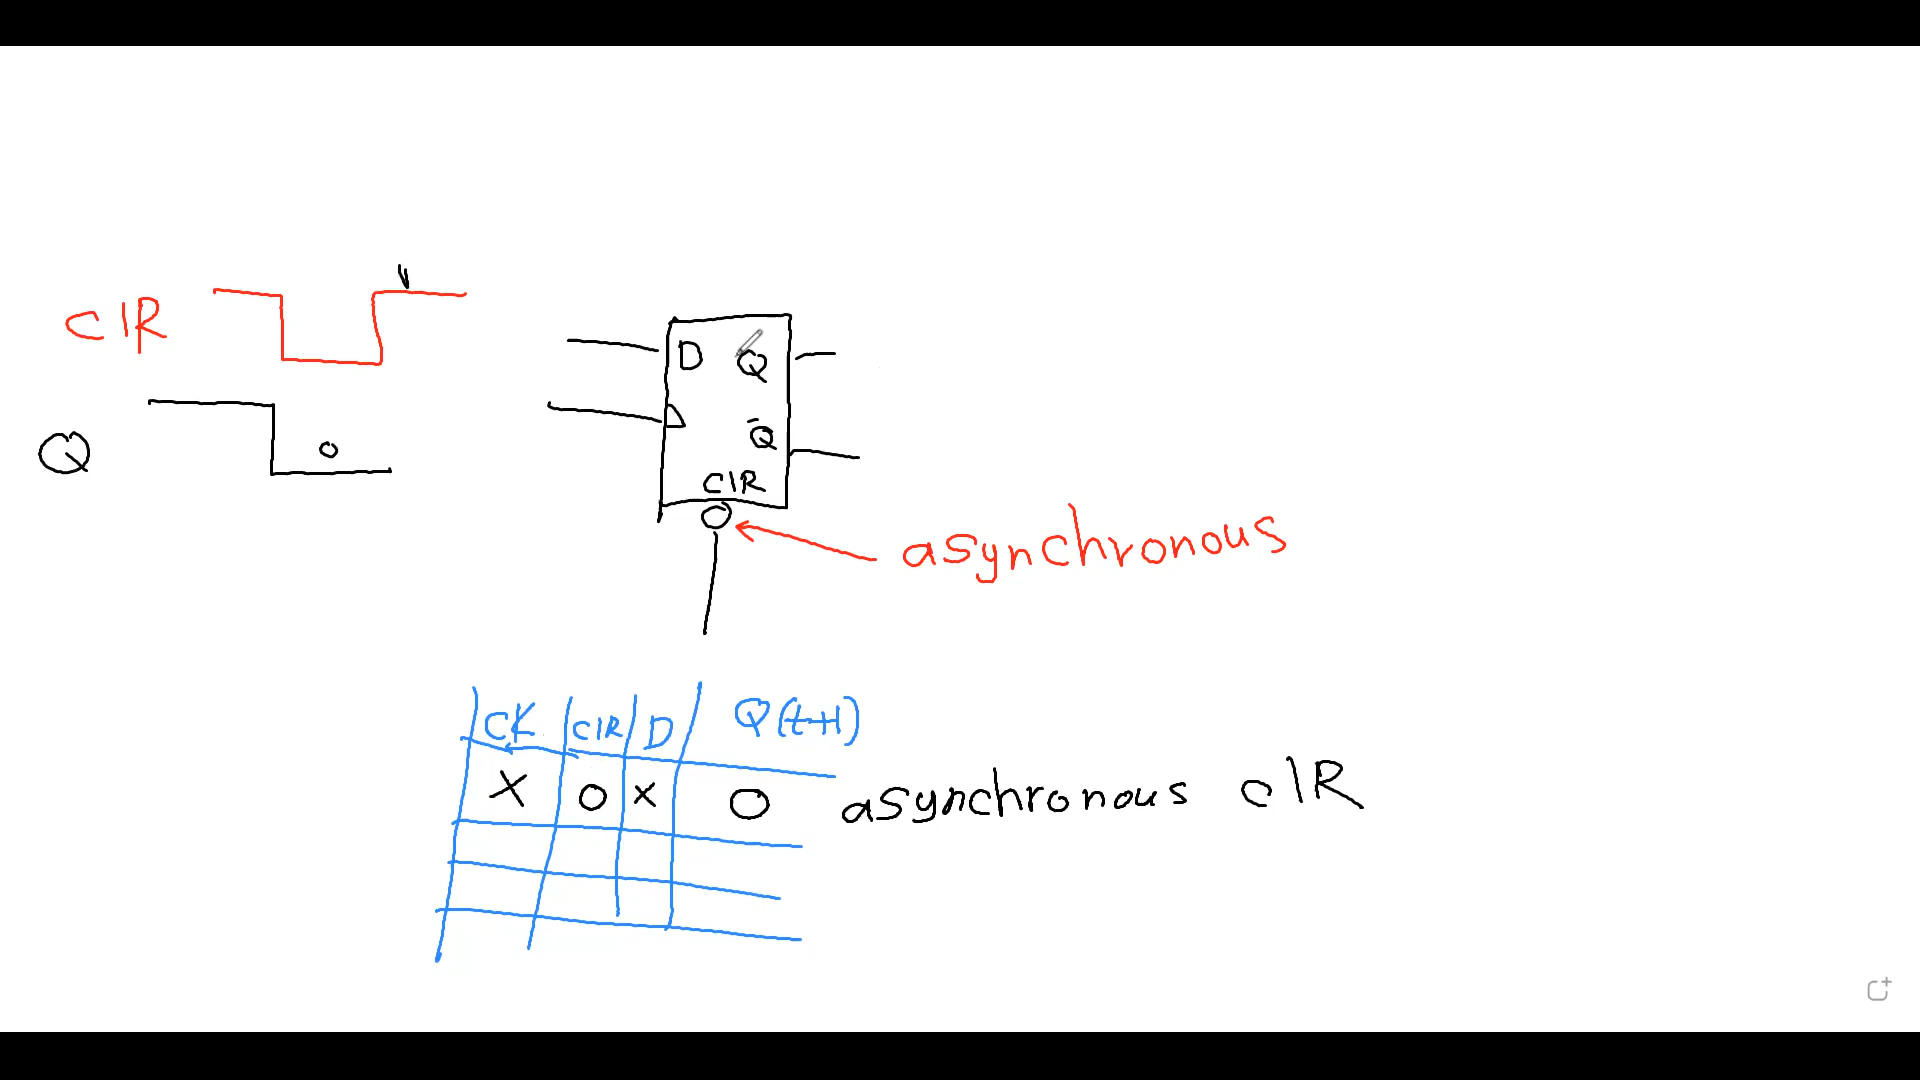 ClR
Q
0
D Q
Q̄
ClR
asynchronous
CK ClR D Q(t+1)
X 0 X 0 asynchronous clR